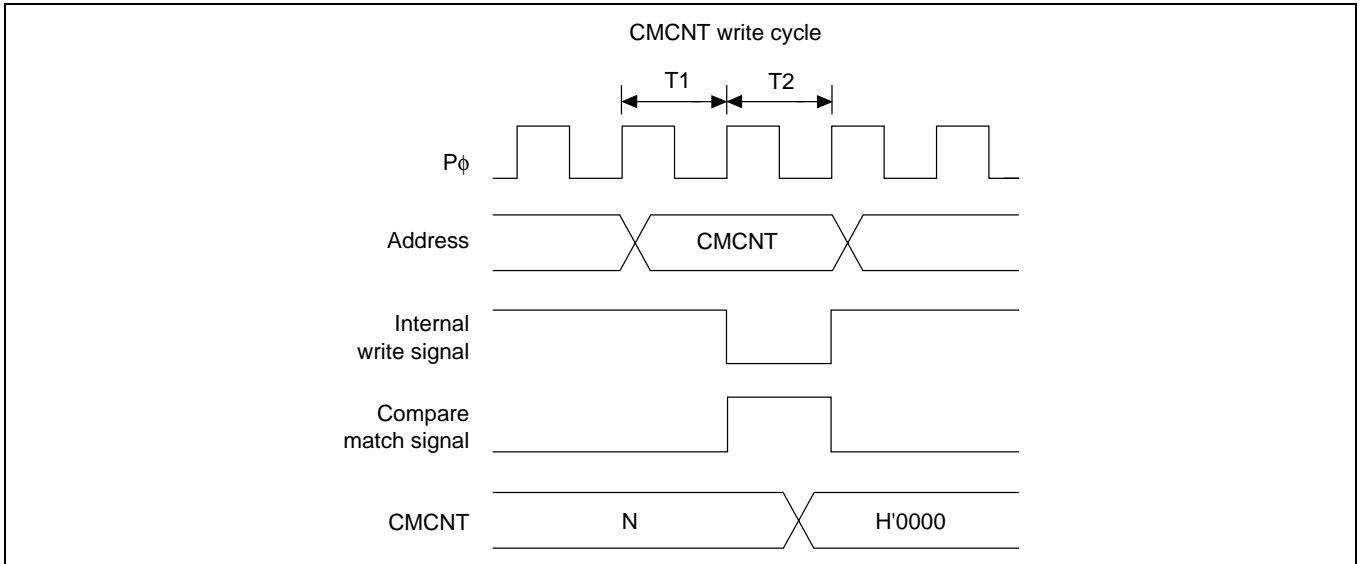 CMCNT write cycle
T1 T2
Pϕ
Address CMCNT
Internal
write signal
Compare
match signal
CMCNT N H'0000